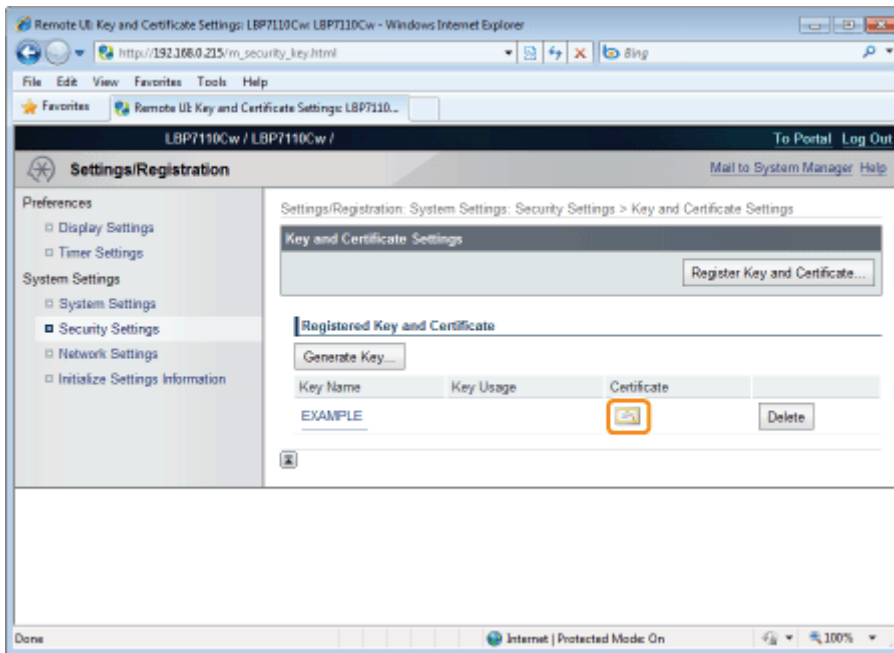 Remote UI: Key and Certificate Settings: LBP7110Cw: LBP7110Cw - Windows Internet Explorer
http://192.168.0.215/m_security_key.html
Bing
File Edit View Favorites Tools Help
Favorites
Remote UI: Key and Certificate Settings: LBP7110...
LBP7110Cw / LBP7110Cw /
To Portal Log Out
Settings/Registration
Mail to System Manager Help
Preferences
Display Settings
Timer Settings
System Settings
System Settings
Security Settings
Network Settings
Initialize Settings Information
Settings/Registration: System Settings: Security Settings > Key and Certificate Settings
Key and Certificate Settings
Register Key and Certificate...
Registered Key and Certificate
Generate Key...
Key Name Key Usage Certificate
EXAMPLE
Delete
Done
Internet | Protected Mode: On
100%